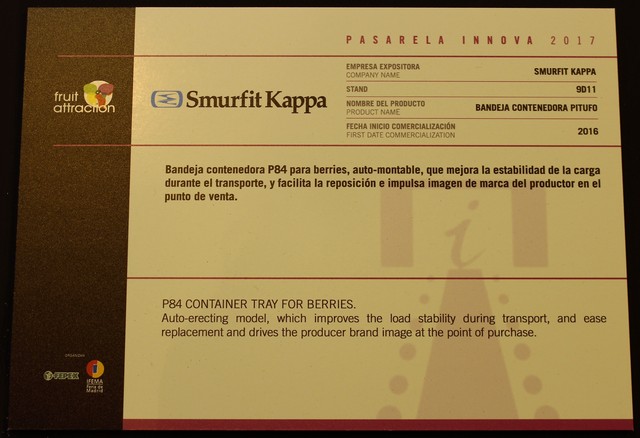 PASARELA INNOVA 2017
EMPRESA EXPOSITORA
COMPANY NAME
SMURFIT KAPPA
STAND
9D11
NOMBRE DEL PRODUCTO
PRODUCT NAME
BANDEJA CONTENEDORA PITUFO
FECHA INICIO COMERCIALIZACIÓN
FIRST DATE COMMERCIALIZATION
2016
fruit
attraction
Smurfit Kappa
Bandeja contenedora P84 para berries, auto-montable, que mejora la estabilidad de la carga
durante el transporte, y facilita la reposición e impulsa imagen de marca del productor en el
punto de venta.
i
P84 CONTAINER TRAY FOR BERRIES.
Auto-erecting model, which improves the load stability during transport, and ease
replacement and drives the producer brand image at the point of purchase.
FEPEX
IFEMA
Feria de
Madrid